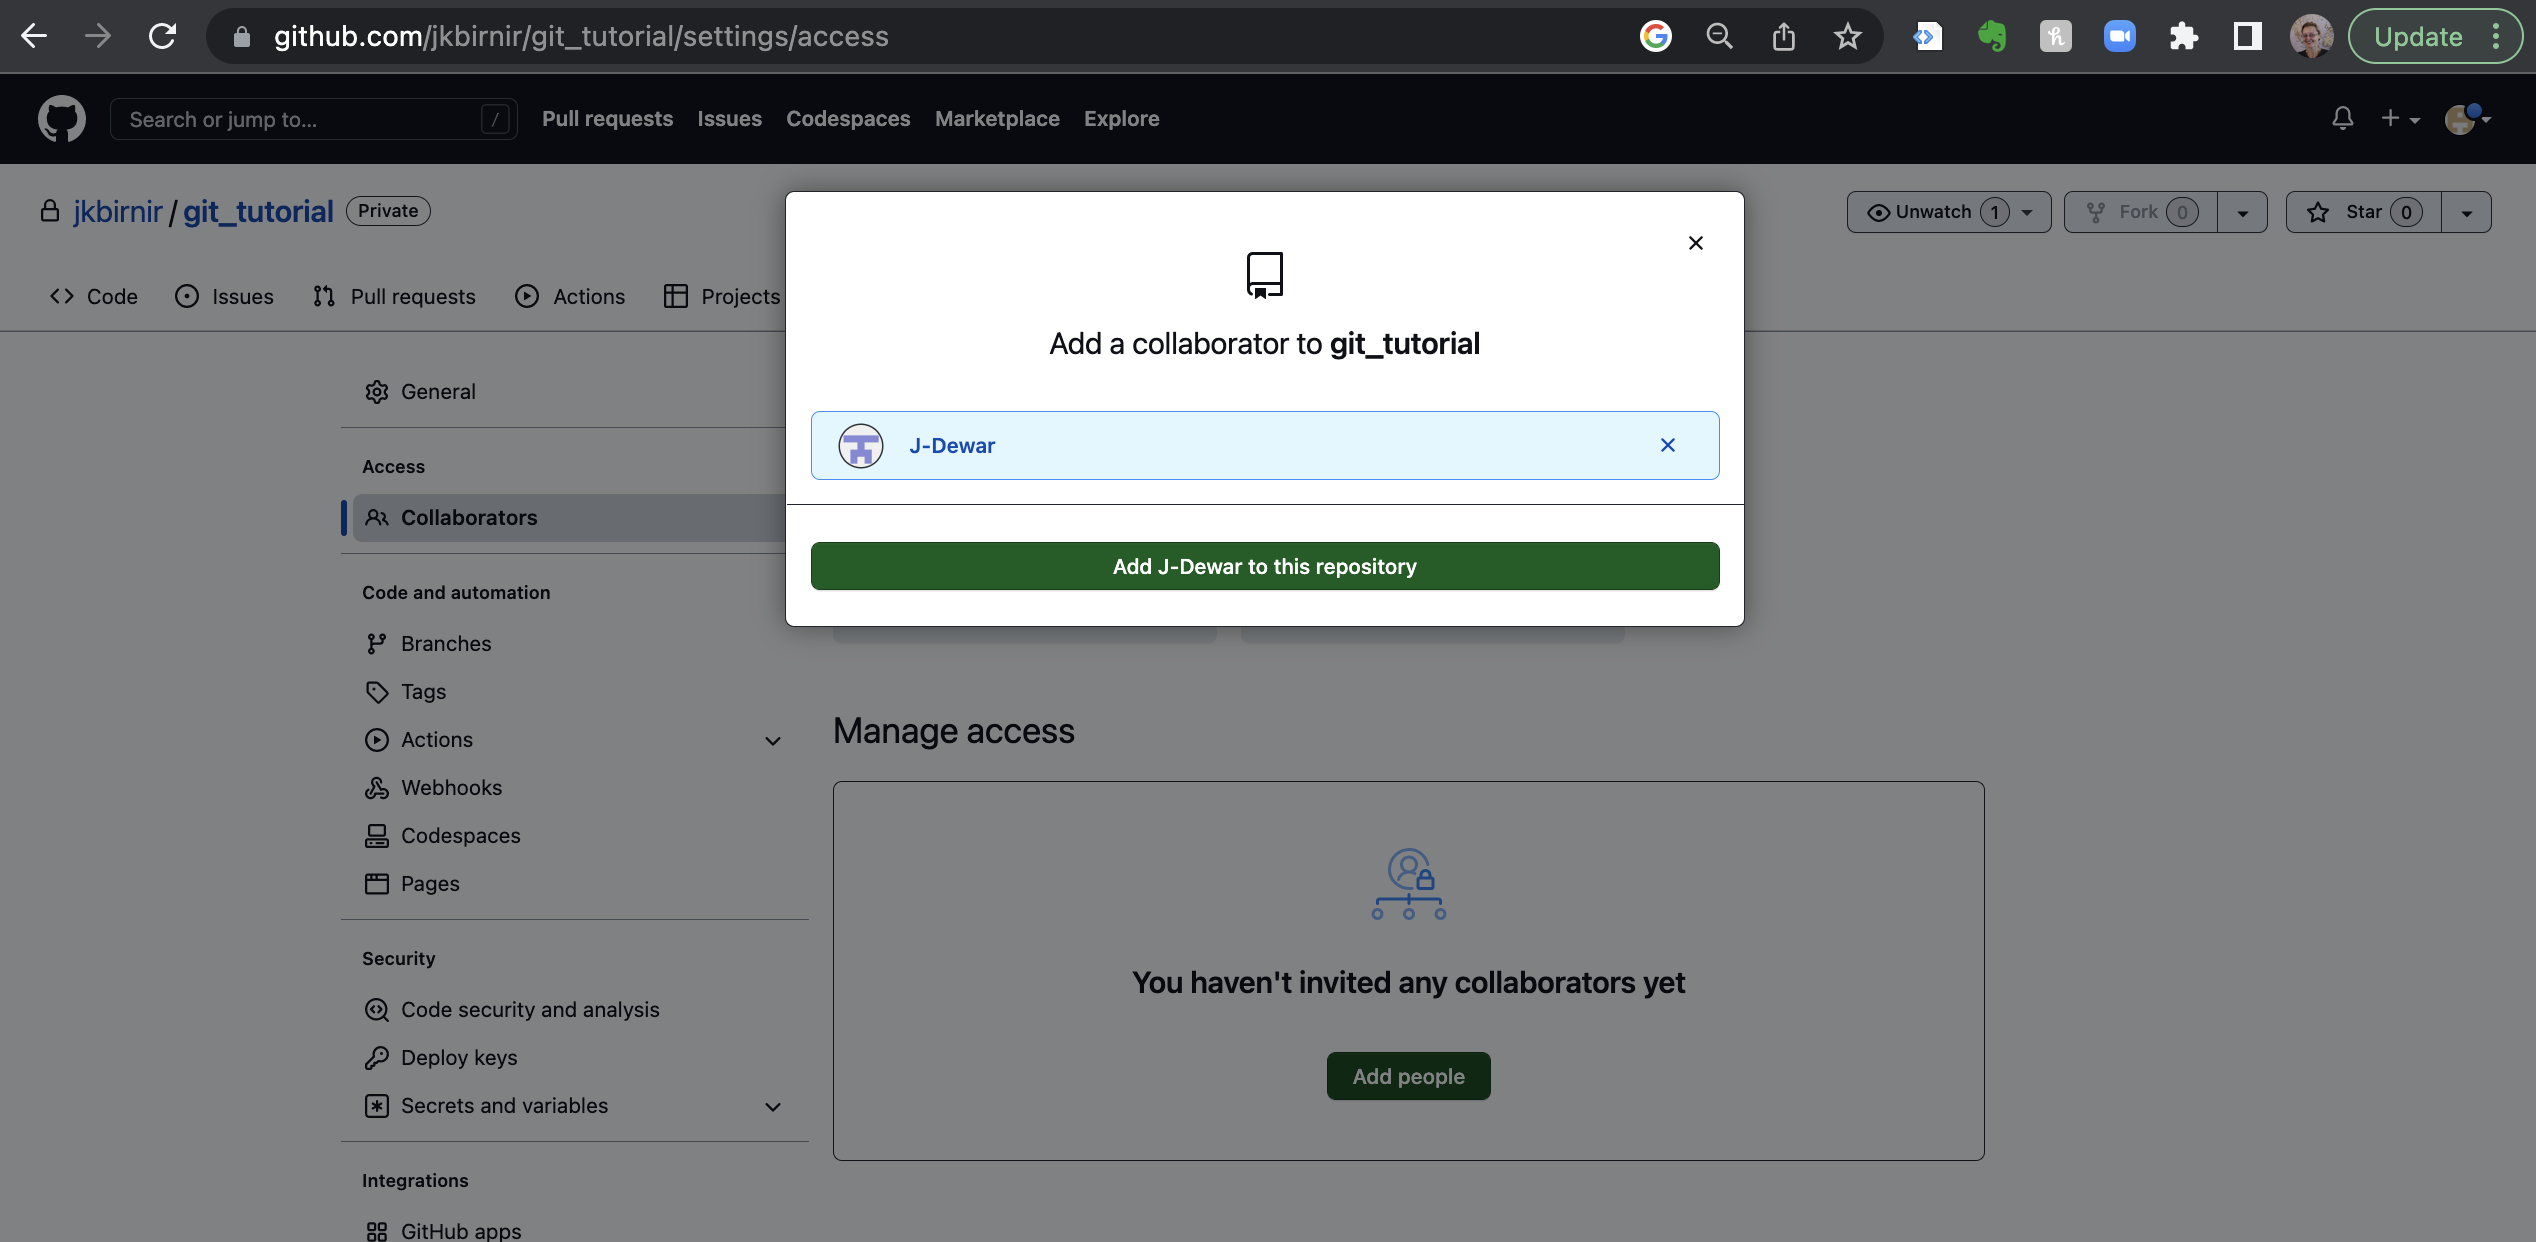 github.com/jkbirnir/git_tutorial/settings/access
Update
Search or jump to...
/
Pull requests
Issues
Codespaces
Marketplace
Explore
jkbirnir / git_tutorial
Private
Unwatch 1
Fork 0
Star 0
Code
Issues
Pull requests
Actions
Projects
Add a collaborator to git_tutorial
J-Dewar
Add J-Dewar to this repository
General
Access
Collaborators
Code and automation
Branches
Tags
Actions
Webhooks
Codespaces
Pages
Security
Code security and analysis
Deploy keys
Secrets and variables
Integrations
GitHub apps
Manage access
You haven't invited any collaborators yet
Add people